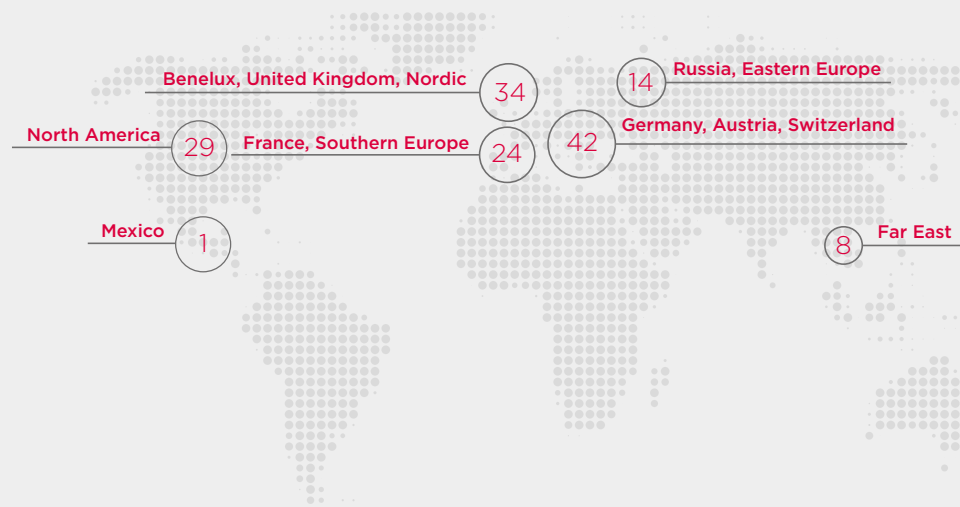 Benelux, United Kingdom, Nordic
34
14
Russia, Eastern Europe
North America
29
France, Southern Europe
24
42
Germany, Austria, Switzerland
Mexico
1
8
Far East